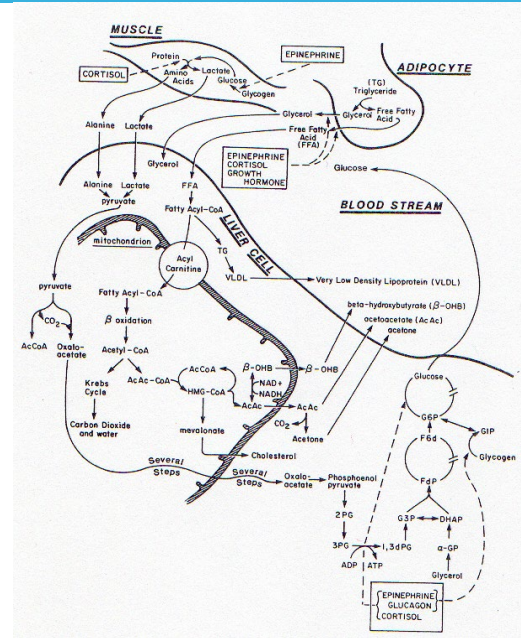 MUSCLE
EPINEPHRINE
ADIPOCYTE
Protein
CORTISOL
Amino
Acids
Lactate
Glucose
Glycogen
(TG)
Triglyceride
Glycerol
Glycerol
Free Fatty
Acid
Alanine
Lactate
Free Fatty
Acid
(FFA)
Glycerol
EPINEPHRINE
CORTISOL
GROWTH
HORMONE
Glucose
Alanine
Lactate
FFA
pyruvate
Fatty Acyl-CoA
BLOOD STREAM
LIVER CELL
mitochondrion
TG
Acyl
Carnitine
VLDL
Very Low Density Lipoprotein (VLDL)
pyruvate
Fatty Acyl-CoA
beta-hydroxybutyrate (β-OHB)
acetoacetate (AcAc)
acetone
CO2
β oxidation
AcCoA
Oxalo-
acetate
Acetyl-CoA
AcCoA
β-OHB
β-OHB
Glucose
Krebs
Cycle
AcAc-CoA
HMG-CoA
NAD+
NADH
AcAc
AcAc
G6P
GIP
CO2
F6d
Carbon Dioxide
and water
mevalonate
Acetone
Glycogen
Cholesterol
Several
Steps
Several
Steps
Oxalo-
acetate
Phosphoenol
pyruvate
FdP
2PG
G3P
DHAP
3PG
1,3dPG
α-GP
ADP
ATP
Glycerol
EPINEPHRINE
GLUCAGON
CORTISOL